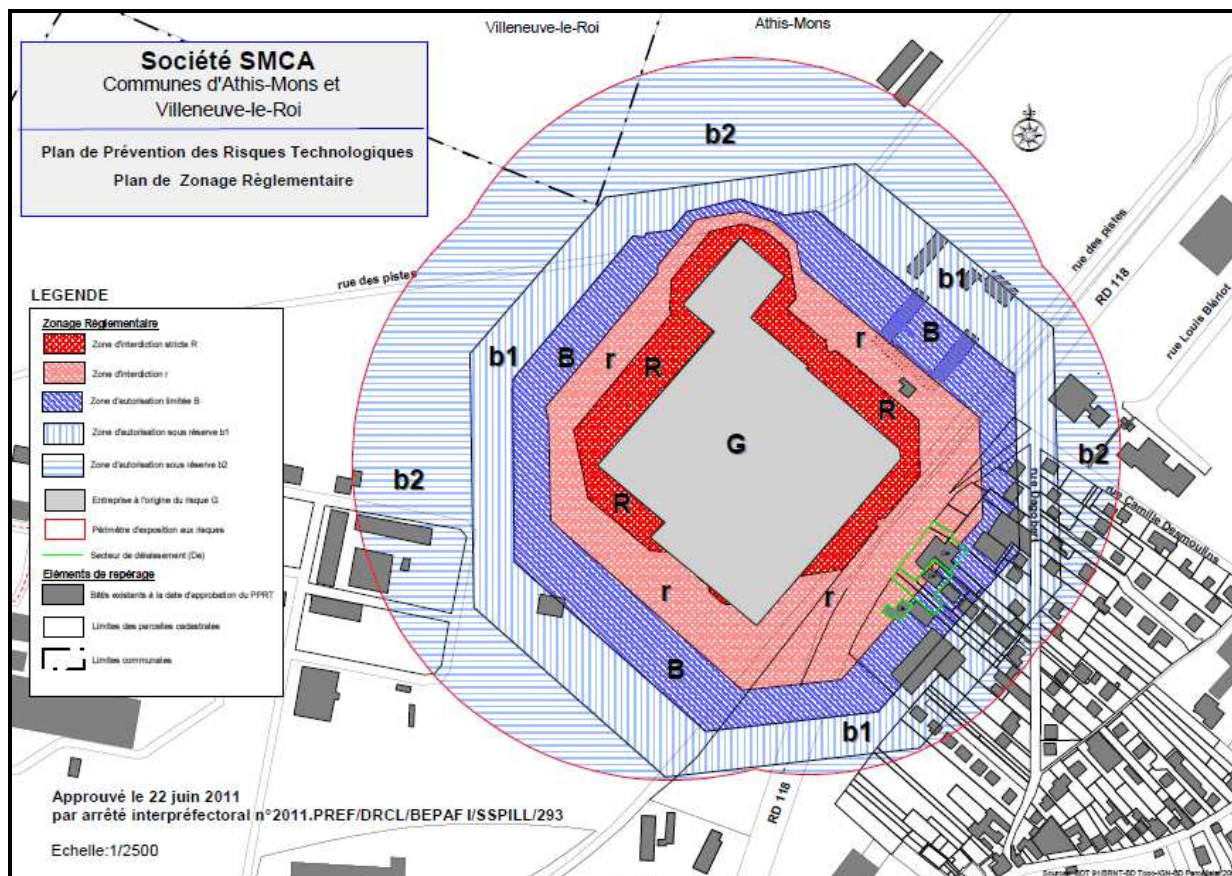 Villeneuve-le-Roi
Athis-Mons
Société SMCA
Communes d'Athis-Mons et
Villeneuve-le-Roi
Plan de Prévention des Risques Technologiques
Plan de Zonage Règlementaire
b2
rue des pistes
rue des pistes
RD 118
rue Louis Blériot
LEGENDE
Zonage Règlementaire
Zone d'interdiction stricte R
Zone d'interdiction r
Zone d'autorisation limitée B
Zone d'autorisation sous réserve b1
Zone d'autorisation sous réserve b2
Entreprise à l'origine du risque G
Périmètre d'exposition aux risques
Secteur de délaissement (De)
Eléments de repérage
Bâtis existants à la date d'approbation du PPRT
Limites des parcelles cadastrales
Limites communales
b1
B
r
R
b1
B
r
R
G
b2
R
b2
rue Camille Desmoulins
r
r
B
b1
RD 118
Approuvé le 22 juin 2011
par arrêté interpréfectoral n°2011.PREF/DRCL/BEPAF I/SSPILL/293
Echelle:1/2500